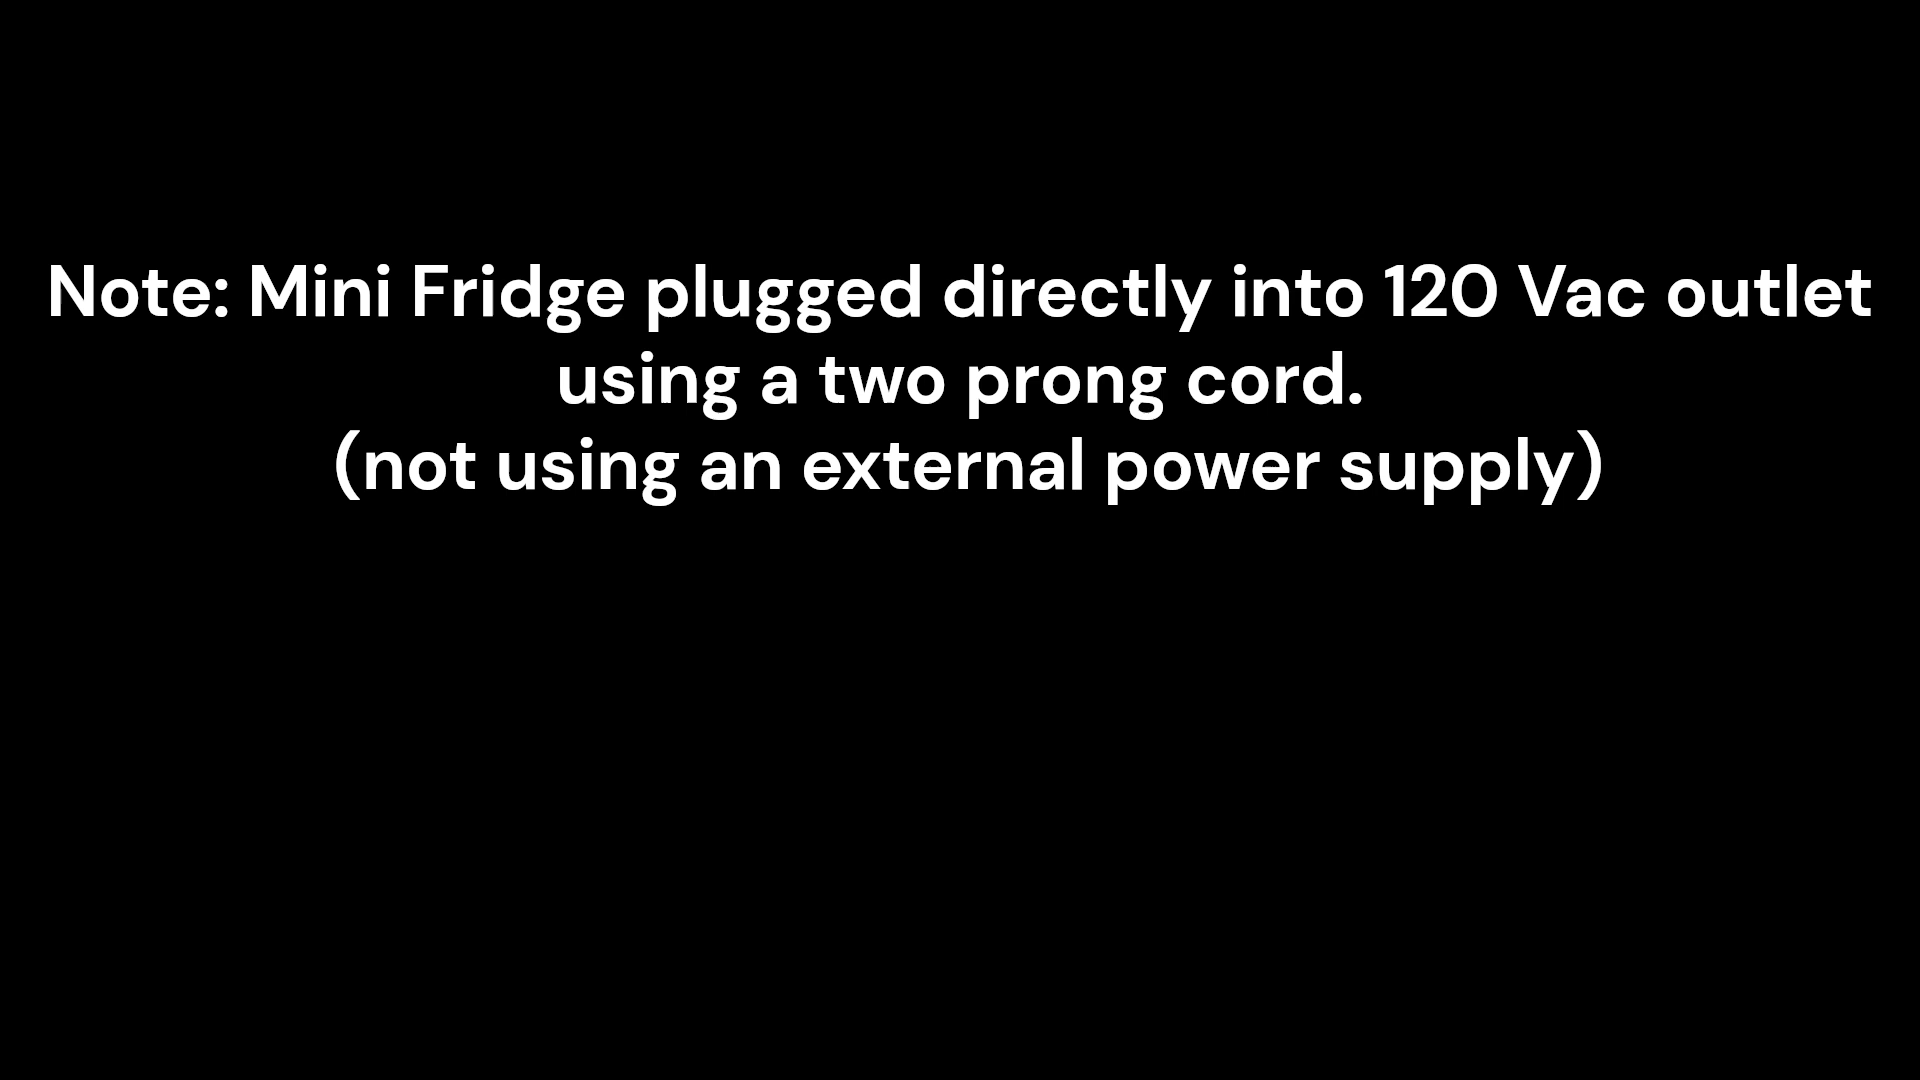 Note: Mini Fridge plugged directly into 120 Vac outlet
using a two prong cord.
(not using an external power supply)